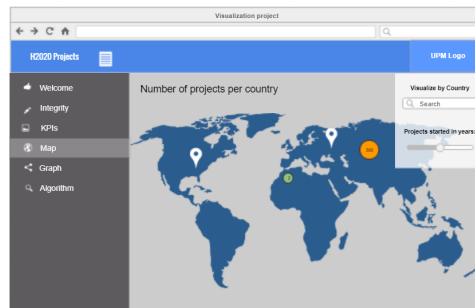 Visualization project
H2020 Projects
UPM Logo
Welcome
Integrity
KPIs
Map
Graph
Algorithm
Number of projects per country
Visualize by Country
Search
Projects started in years: